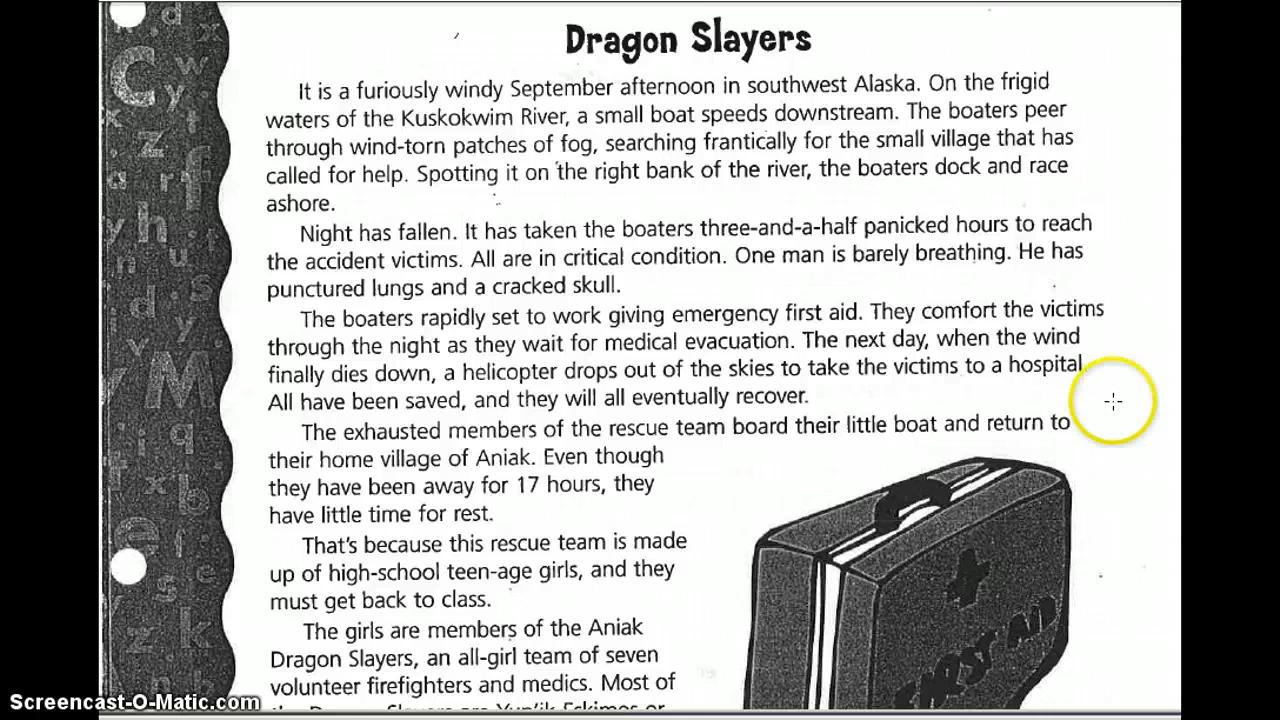 Dragon Slayers
It is a furiously windy September afternoon in southwest Alaska. On the frigid
waters of the Kuskokwim River, a small boat speeds downstream. The boaters peer
through wind-torn patches of fog, searching frantically for the small village that has
called for help. Spotting it on the right bank of the river, the boaters dock and race
ashore.
Night has fallen. It has taken the boaters three-and-a-half panicked hours to reach
the accident victims. All are in critical condition. One man is barely breathing. He has
punctured lungs and a cracked skull.
The boaters rapidly set to work giving emergency first aid. They comfort the victims
through the night as they wait for medical evacuation. The next day, when the wind
finally dies down, a helicopter drops out of the skies to take the victims to a hospital.
All have been saved, and they will all eventually recover.
The exhausted members of the rescue team board their little boat and return to
their home village of Aniak. Even though
they have been away for 17 hours, they
have little time for rest.
That's because this rescue team is made
up of high-school teen-age girls, and they
must get back to class.
The girls are members of the Aniak
Dragon Slayers, an all-girl team of seven
volunteer firefighters and medics. Most of
the Dragon Slayers are Yup'ik Eskimos or
FIRST AID
Screencast-O-Matic.com